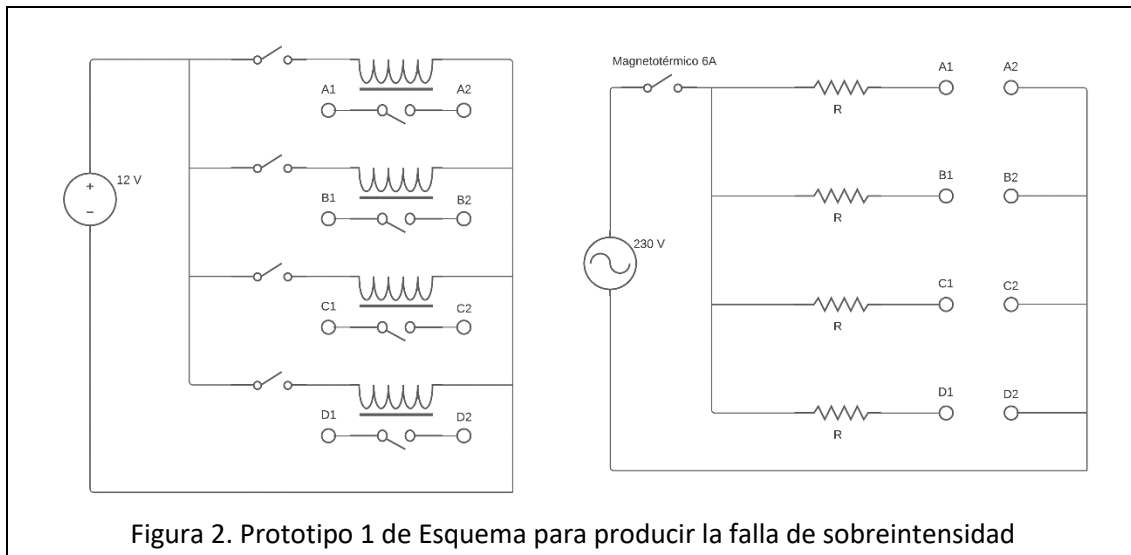 Magnetotérmico 6A
A1 A2
A1 A2
R
12 V
B1 B2
B1 B2
R
230 V
C1 C2
C1 C2
R
D1 D2
D1 D2
R
Figura 2. Prototipo 1 de Esquema para producir la falla de sobreintensidad